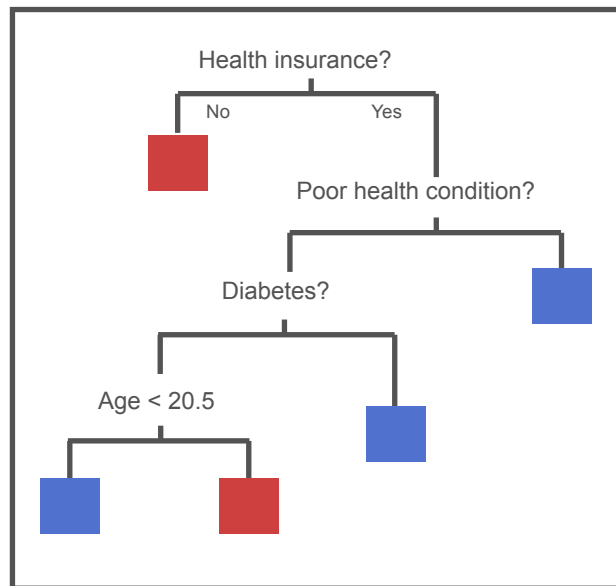 Health insurance?
No
Yes
Poor health condition?
Diabetes?
Age < 20.5